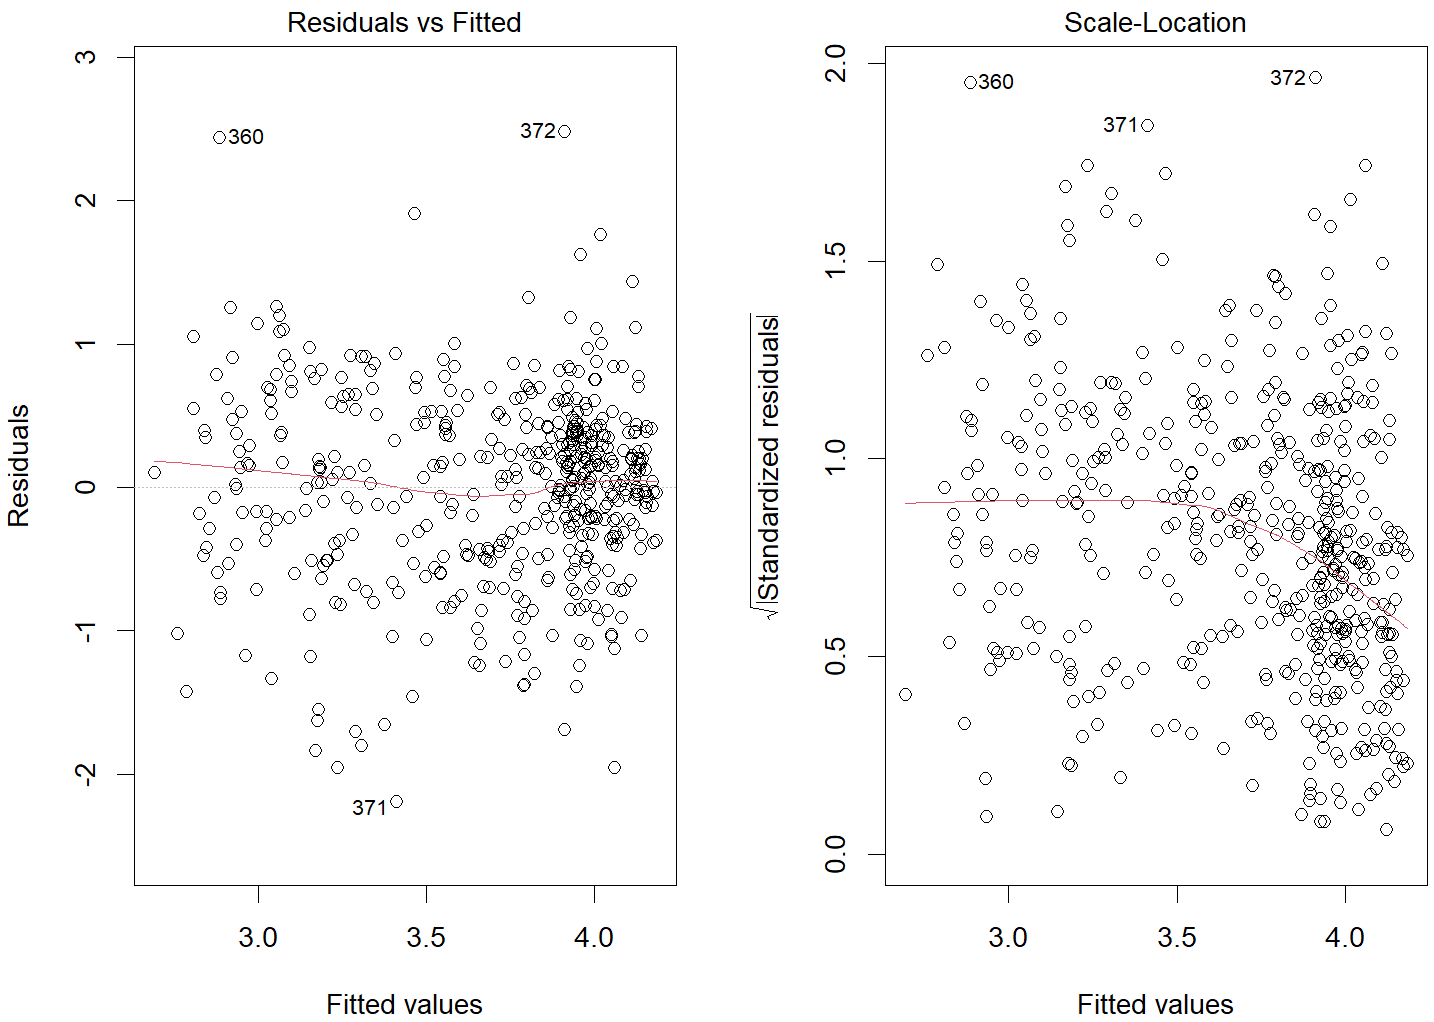 Residuals vs Fitted
Residuals
3
2
1
0
-1
-2
360
372
371
3.0 3.5 4.0
Fitted values
Scale-Location
√|Standardized residuals|
2.0
1.5
1.0
0.5
0.0
360
372
371
3.0 3.5 4.0
Fitted values